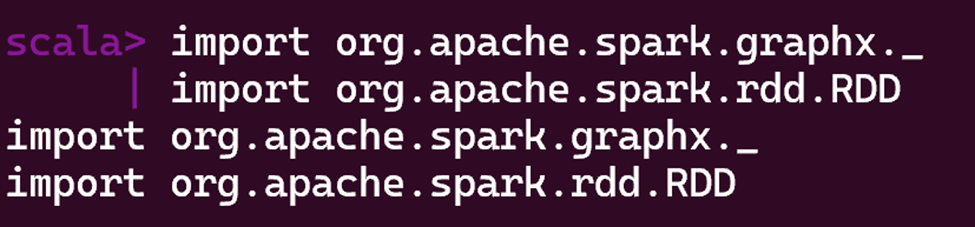 scala> import org.apache.spark.graphx._
     | import org.apache.spark.rdd.RDD
import org.apache.spark.graphx._
import org.apache.spark.rdd.RDD